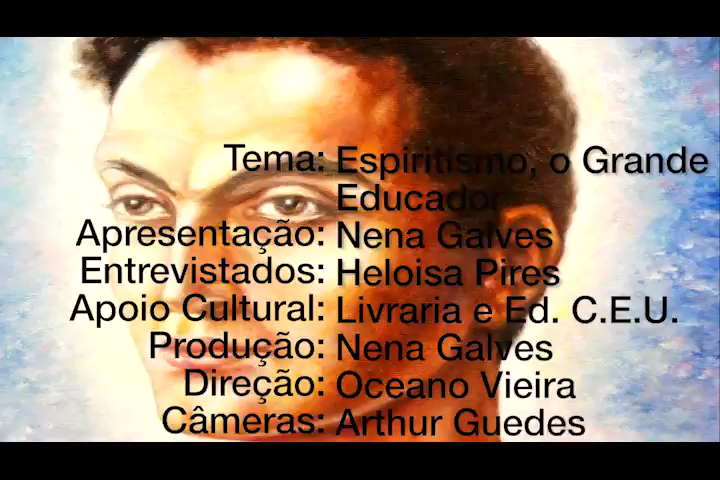 Tema: Espiritismo, o Grande
Educador
Apresentação: Nena Galves
Entrevistados: Heloisa Pires
Apoio Cultural: Livraria e Ed. C.E.U.
Produção: Nena Galves
Direção: Oceano Vieira
Câmeras: Arthur Guedes